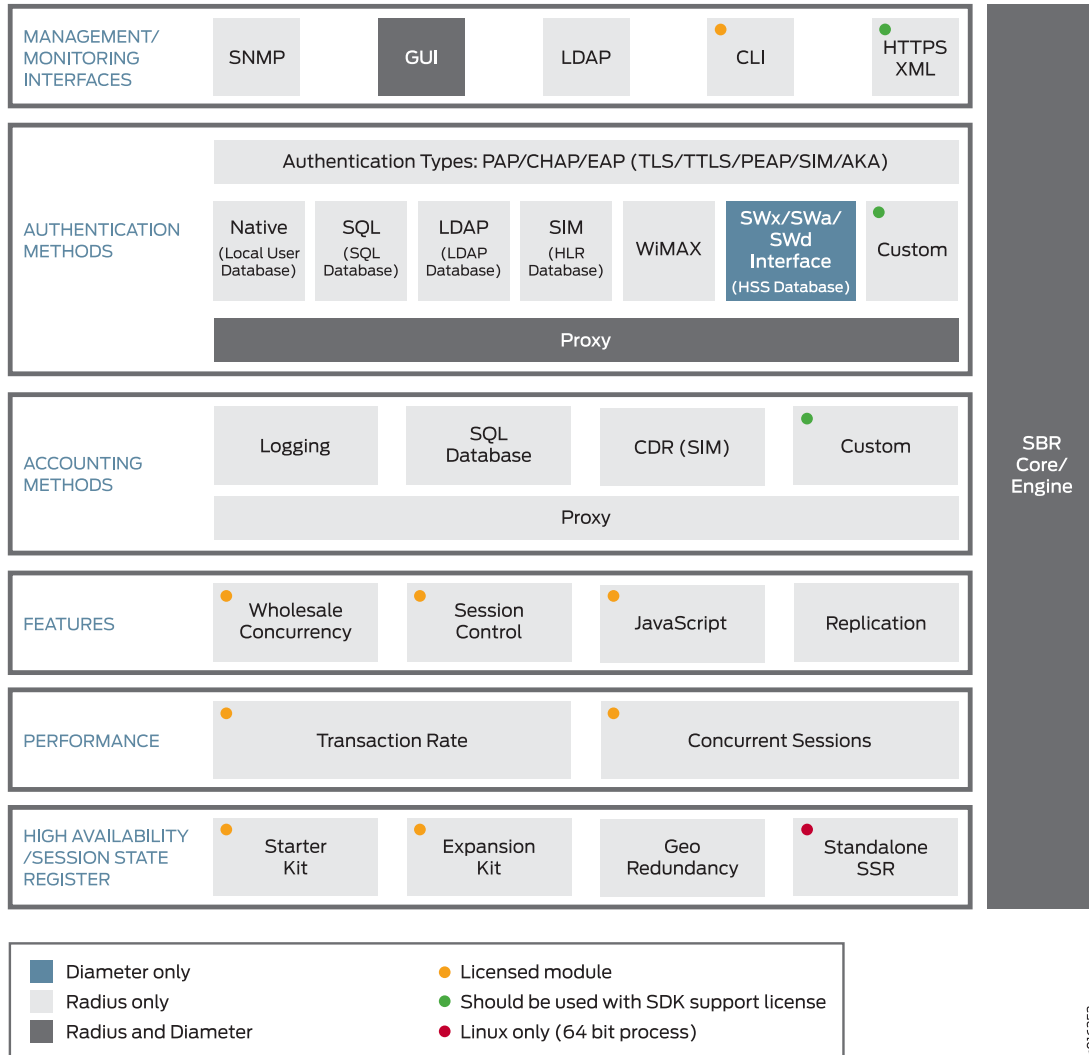 MANAGEMENT/
MONITORING
INTERFACES
SNMP
GUI
LDAP
CLI
HTTPS
XML
AUTHENTICATION
METHODS
Authentication Types: PAP/CHAP/EAP (TLS/TTLS/PEAP/SIM/AKA)
Native
(Local User
Database)
SQL
(SQL
Database)
LDAP
(LDAP
Database)
SIM
(HLR
Database)
WiMAX
SWx/SWa/
SWd
Interface
(HSS Database)
Custom
Proxy
ACCOUNTING
METHODS
Logging
SQL
Database
CDR (SIM)
Custom
Proxy
FEATURES
Wholesale
Concurrency
Session
Control
JavaScript
Replication
PERFORMANCE
Transaction Rate
Concurrent Sessions
HIGH AVAILABILITY
/SESSION STATE
REGISTER
Starter
Kit
Expansion
Kit
Geo
Redundancy
Standalone
SSR
SBR
Core/
Engine
Diameter only
Radius only
Radius and Diameter
Licensed module
Should be used with SDK support license
Linux only (64 bit process)